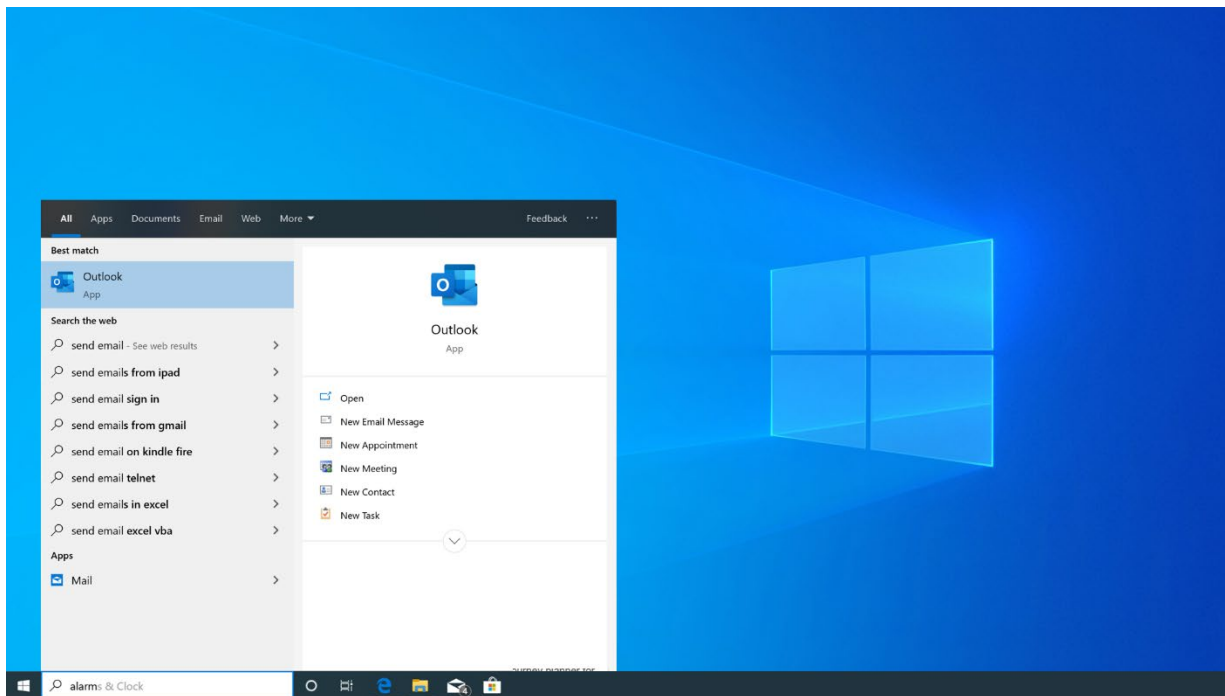 All Apps Documents Email Web More Feedback ...
Best match
Outlook
App
Search the web
send email - See web results
send emails from ipad
send email sign in
send emails from gmail
send email on kindle fire
send email telnet
send emails in excel
send email excel vba
Apps
Mail
Outlook
App
Open
New Email Message
New Appointment
New Meeting
New Contact
New Task
planner for
alarms & Clock
4